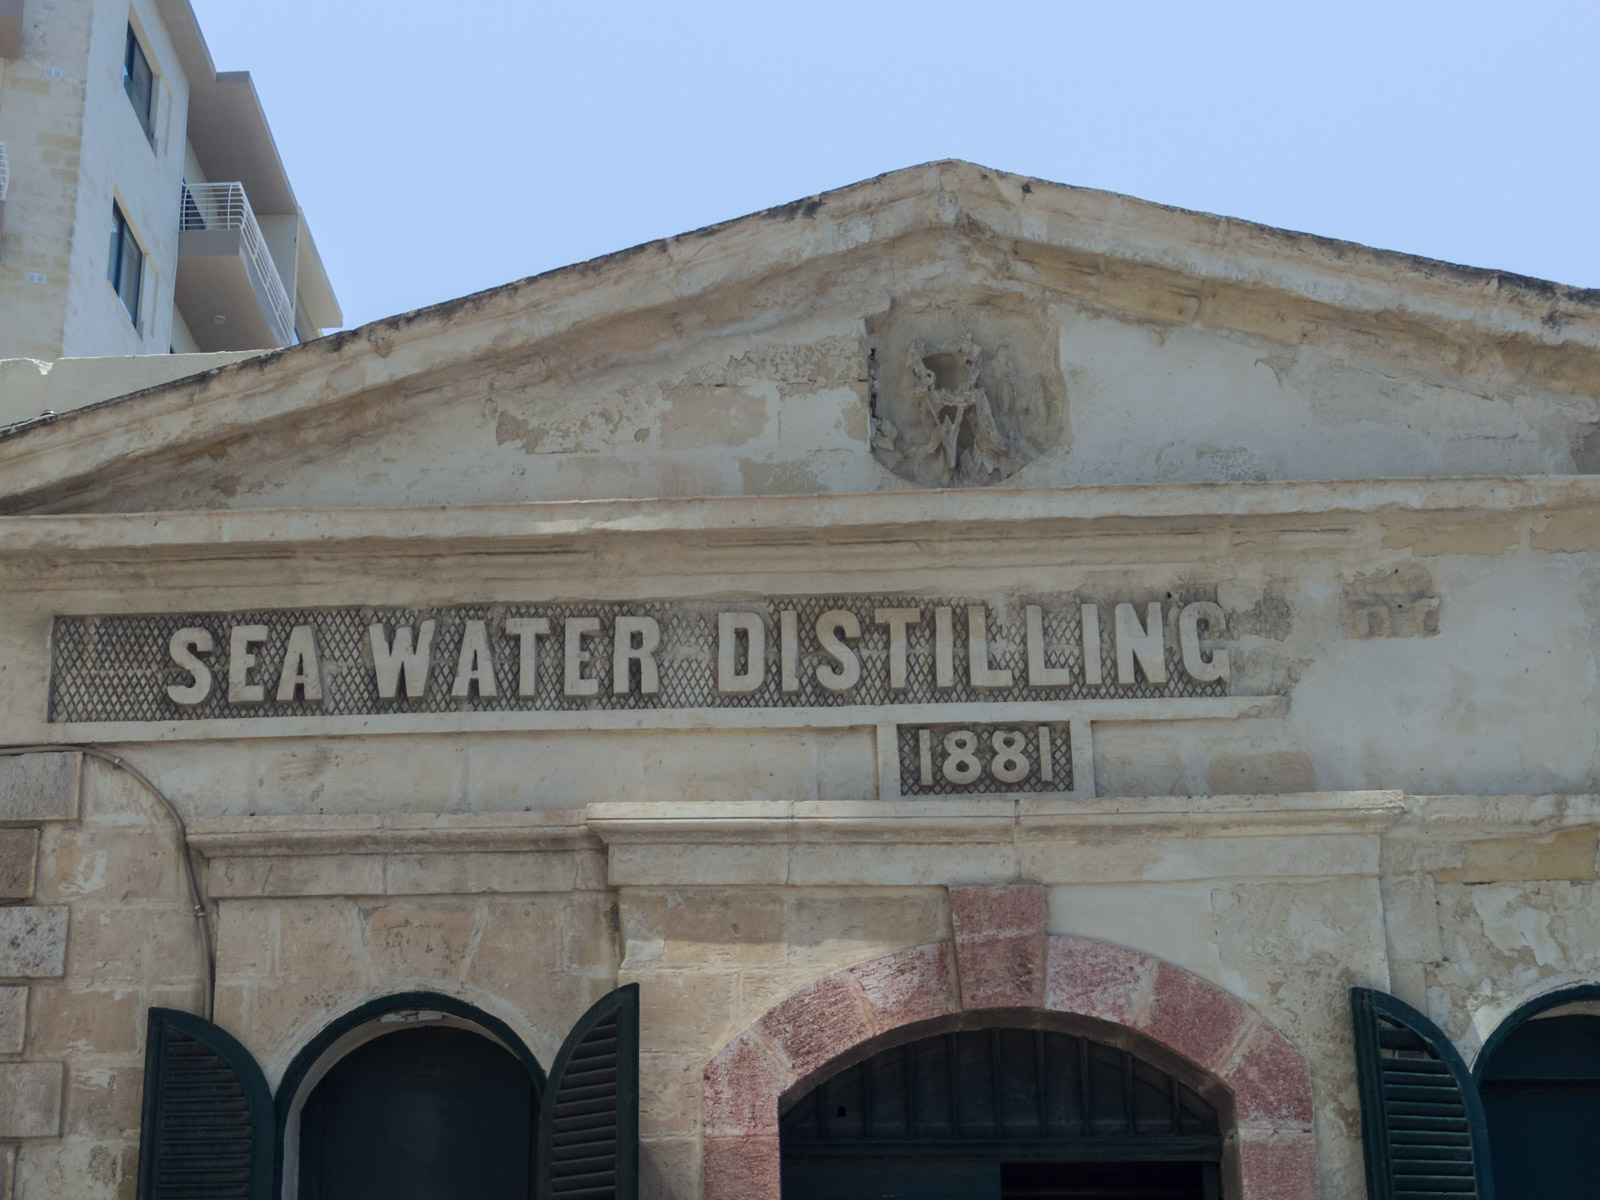 SEA WATER DISTILLING
1881